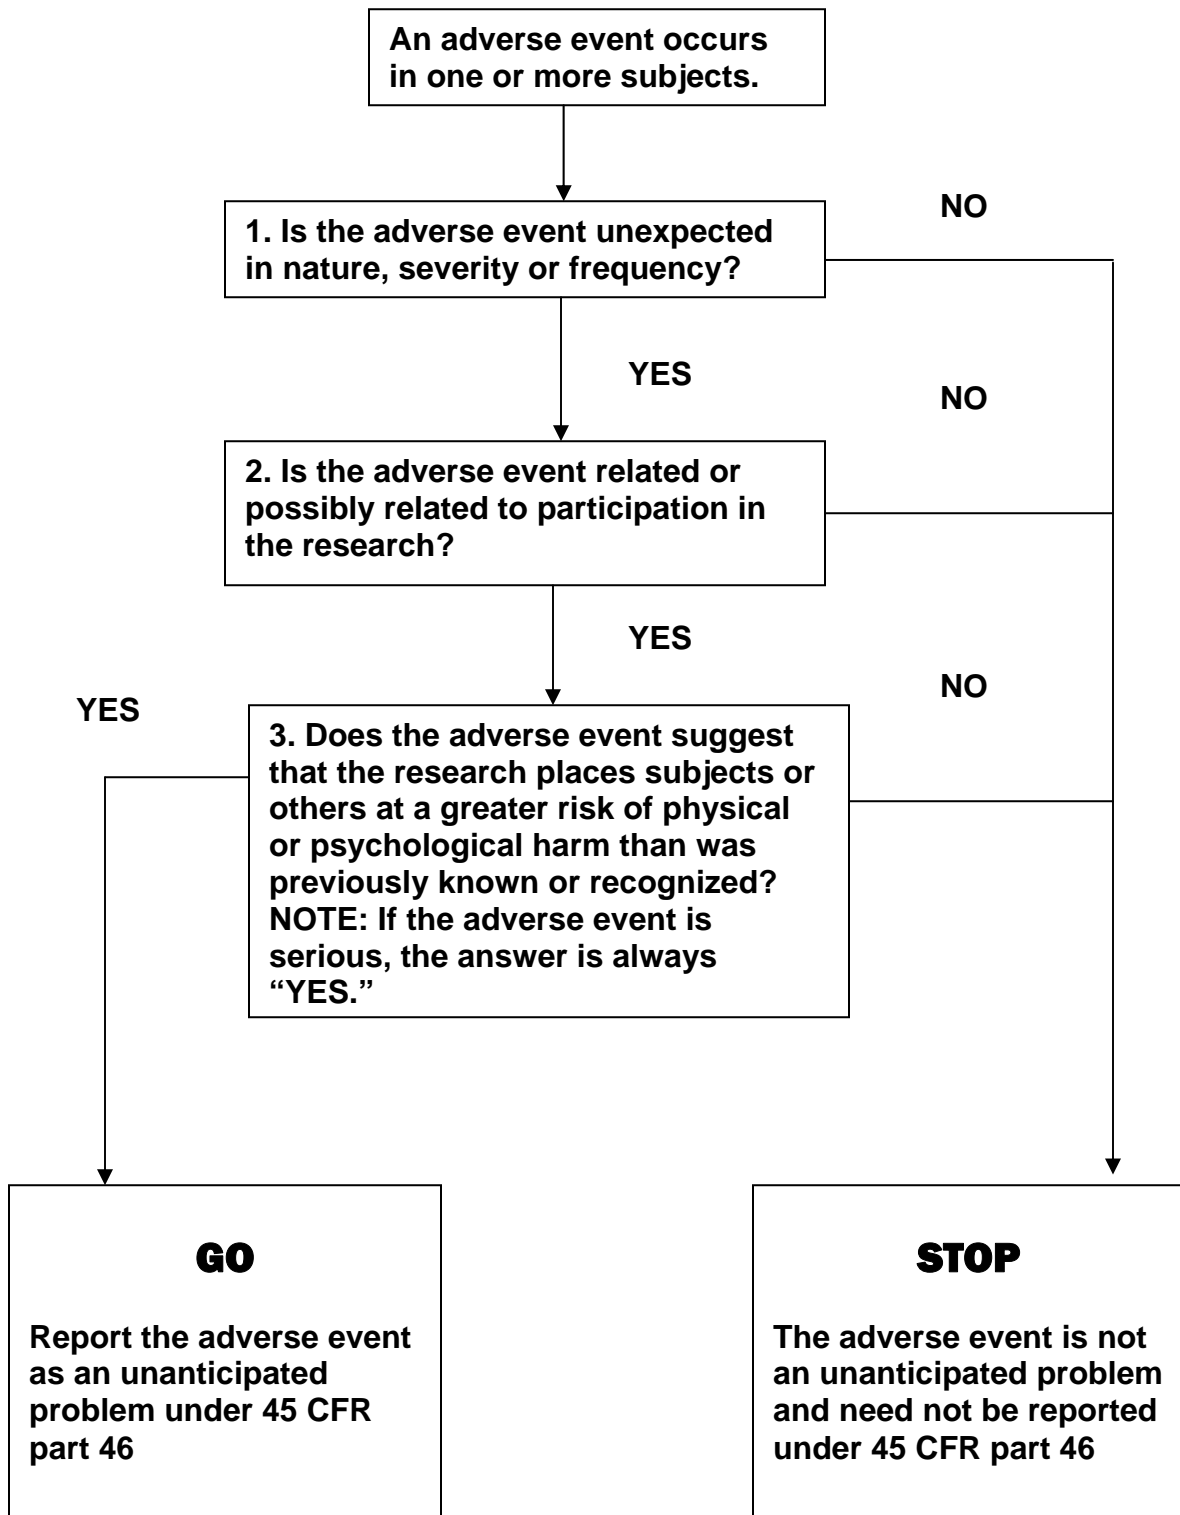 An adverse event occurs
in one or more subjects.
NO
1. Is the adverse event unexpected
in nature, severity or frequency?
YES
NO
2. Is the adverse event related or
possibly related to participation in
the research?
YES
NO
YES
3. Does the adverse event suggest
that the research places subjects or
others at a greater risk of physical
or psychological harm than was
previously known or recognized?
NOTE: If the adverse event is
serious, the answer is always
“YES.”
GO
Report the adverse event
as an unanticipated
problem under 45 CFR
part 46
STOP
The adverse event is not
an unanticipated problem
and need not be reported
under 45 CFR part 46